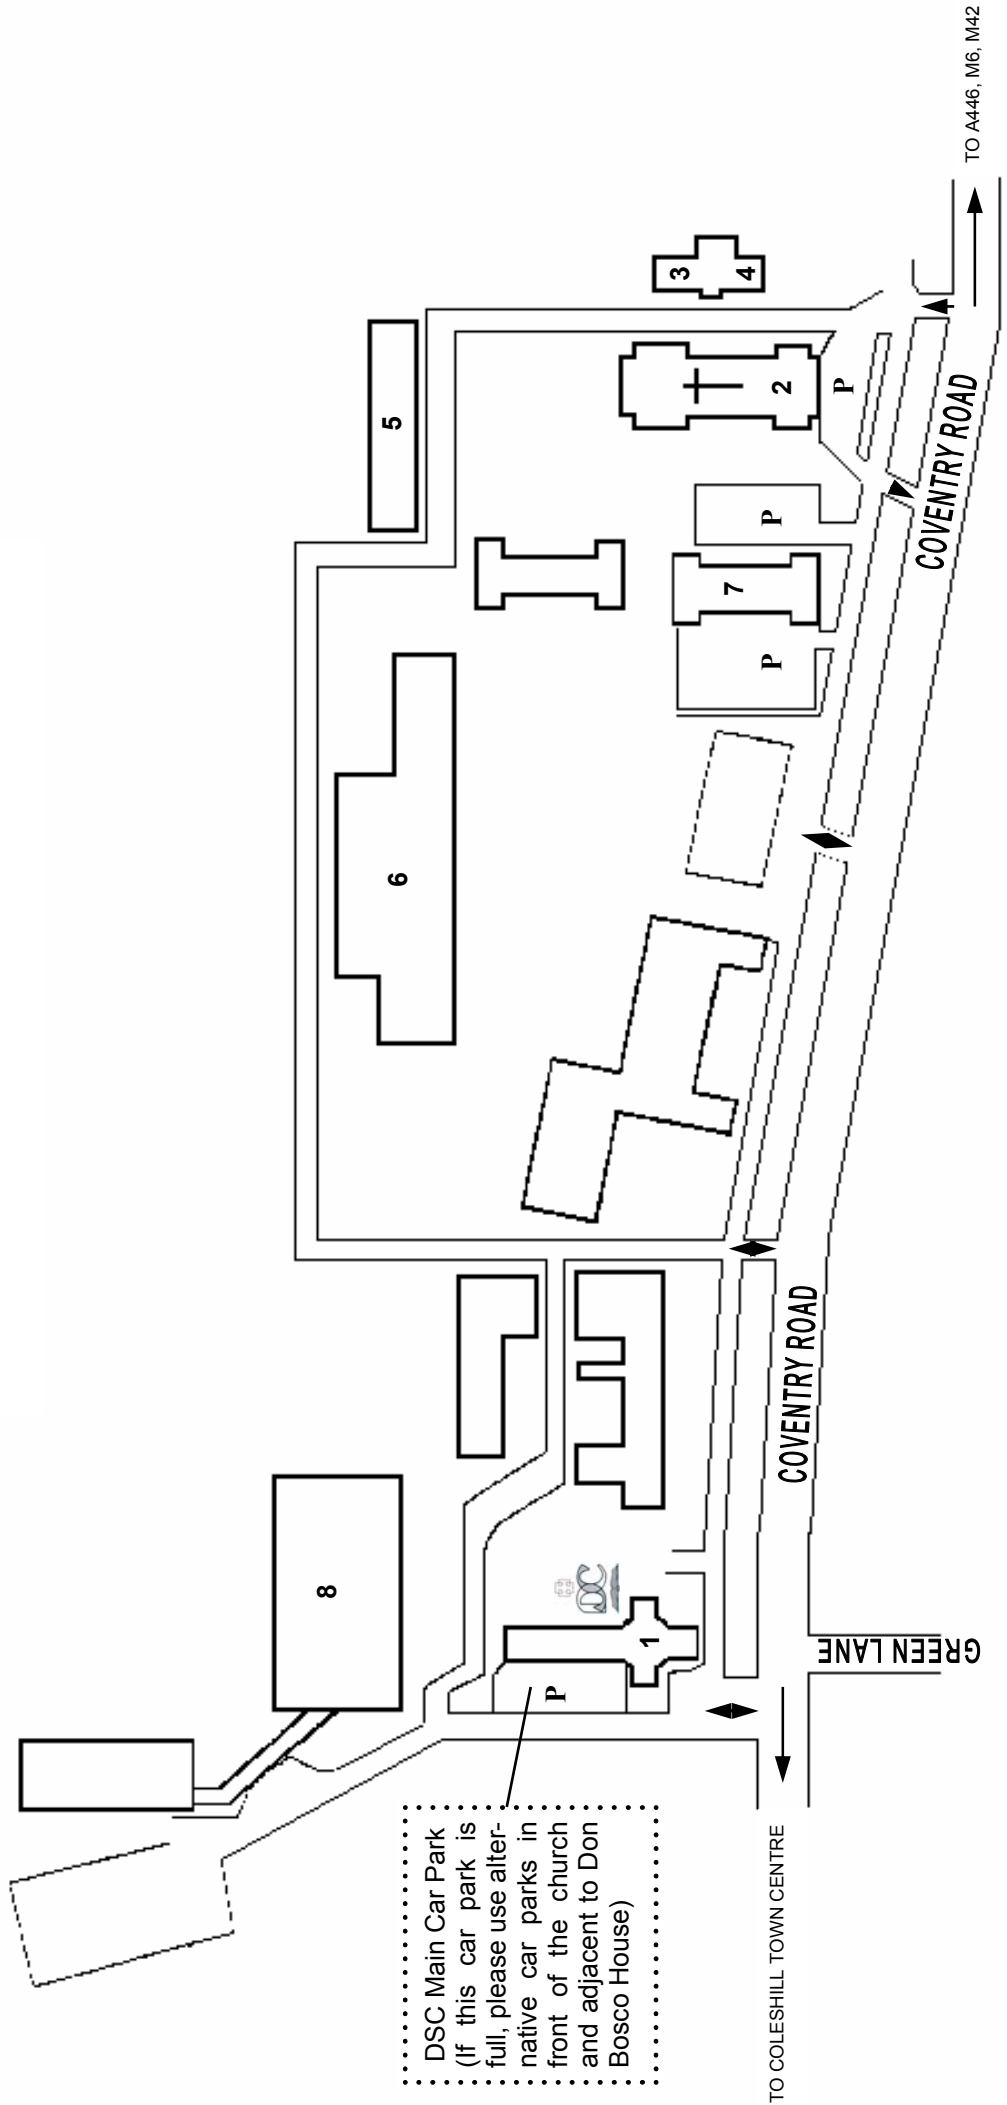 TO A446, M6, M42
3
4
5
2
P
COVENTRY ROAD
P
7
P
6
COVENTRY ROAD
8
DC
1
P
GREEN LANE
DSC Main Car Park
(If this car park is
full, please use alter-
native car parks in
front of the church
and adjacent to Don
Bosco House)
TO COLESHILL TOWN CENTRE